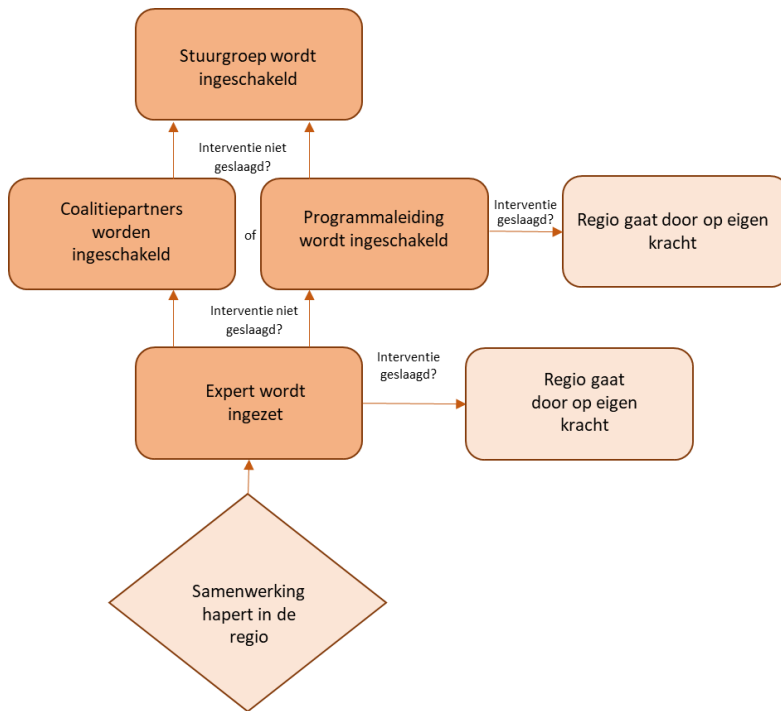 Stuurgroep wordt
ingeschakeld
Interventie niet
geslaagd?
Coalitiepartners
worden
ingeschakeld
of
Programmaleiding
wordt ingeschakeld
Interventie
geslaagd?
Regio gaat door op eigen
kracht
Interventie niet
geslaagd?
Expert wordt
ingezet
Interventie
geslaagd?
Regio gaat
door op eigen
kracht
Samenwerking
hapert in de
regio